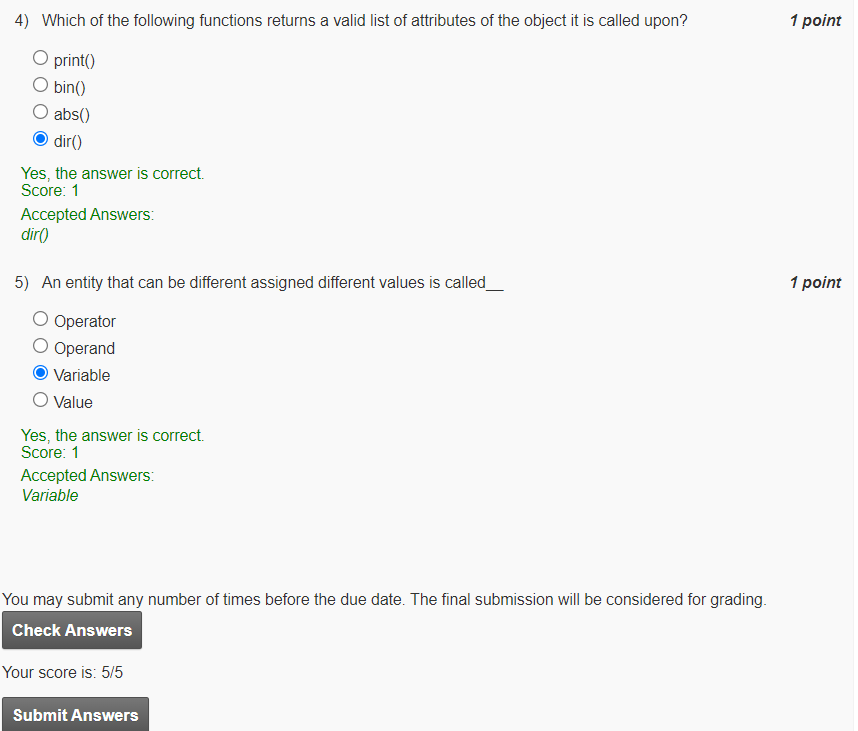 4) Which of the following functions returns a valid list of attributes of the object it is called upon? 1 point
print()
bin()
abs()
dir()
Yes, the answer is correct.
Score: 1
Accepted Answers:
dir()
5) An entity that can be different assigned different values is called__ 1 point
Operator
Operand
Variable
Value
Yes, the answer is correct.
Score: 1
Accepted Answers:
Variable
You may submit any number of times before the due date. The final submission will be considered for grading.
Check Answers
Your score is: 5/5
Submit Answers